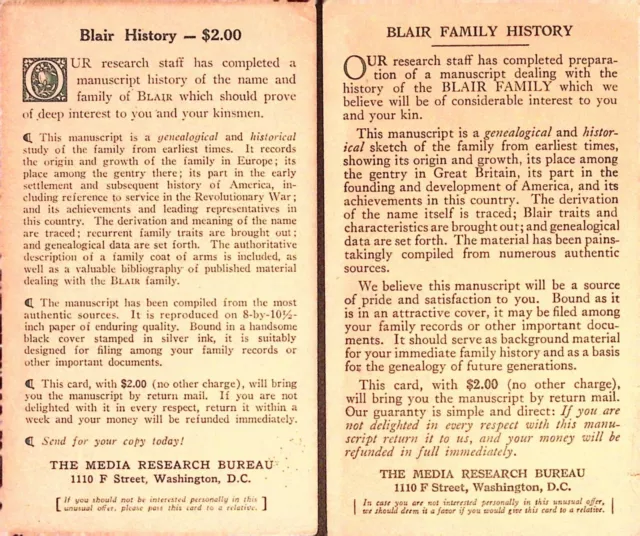 Blair History — $2.00
OUR research staff has completed a
manuscript history of the name and
family of BLAIR which should prove
of deep interest to you and your kinsmen.
¶ This manuscript is a genealogical and historical
study of the family from earliest times. It records
the origin and growth of the family in Europe; its
place among the gentry there; its part in the early
settlement and subsequent history of America, in-
cluding reference to service in the Revolutionary War;
and its achievements and leading representatives in
this country. The derivation and meaning of the name
are traced; recurrent family traits are brought out;
and genealogical data are set forth. The authoritative
description of a family coat of arms is included, as
well as a valuable bibliography of published material
dealing with the BLAIR family.
¶ The manuscript has been compiled from the most
authentic sources. It is reproduced on 8-by-10½-
inch paper of enduring quality. Bound in a handsome
black cover stamped in silver ink, it is suitably
designed for filing among your family records or
other important documents.
¶ This card, with $2.00 (no other charge), will bring
you the manuscript by return mail. If you are not
delighted with it in every respect, return it within a
week and your money will be refunded immediately.
¶ Send for your copy today!
THE MEDIA RESEARCH BUREAU
1110 F Street, Washington, D.C.
[If you should not be interested personally in this
unusual offer, please pass this card to a relative.]
BLAIR FAMILY HISTORY
OUR research staff has completed prepara-
tion of a manuscript dealing with the
history of the BLAIR FAMILY which we
believe will be of considerable interest to you
and your kin.
This manuscript is a genealogical and histor-
ical sketch of the family from earliest times,
showing its origin and growth, its place among
the gentry in Great Britain, its part in the
founding and development of America, and its
achievements in this country. The derivation
of the name itself is traced; Blair traits and
characteristics are brought out; and genealogical
data are set forth. The material has been pains-
takingly compiled from numerous authentic
sources.
We believe this manuscript will be a source
of pride and satisfaction to you. Bound as it
is in an attractive cover, it may be filed among
your family records or other important docu-
ments. It should serve as background material
for your immediate family history and as a basis
for the genealogy of future generations.
This card, with $2.00 (no other charge),
will bring you the manuscript by return mail.
Our guaranty is simple and direct: If you are
not delighted in every respect with this manu-
script return it to us, and your money will be
refunded in full immediately.
THE MEDIA RESEARCH BUREAU
1110 F Street, Washington, D.C.
[In case you are not interested personally in this unusual offer,
we should deem it a favor if you would give this card to a relative.]